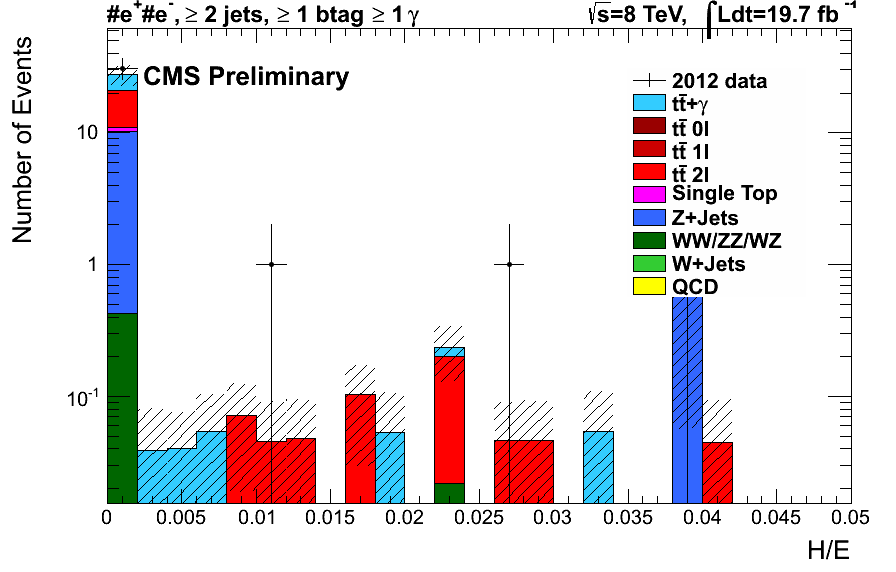 #e⁺#e⁻, ≥ 2 jets, ≥ 1 btag ≥ 1 γ
√s=8 TeV, ∫Ldt=19.7 fb⁻¹
CMS Preliminary
Number of Events
10
1
10⁻¹
2012 data
tt̄+γ
tt̄ 0l
tt̄ 1l
tt̄ 2l
Single Top
Z+Jets
WW/ZZ/WZ
W+Jets
QCD
0 0.005 0.01 0.015 0.02 0.025 0.03 0.035 0.04 0.045 0.05
H/E